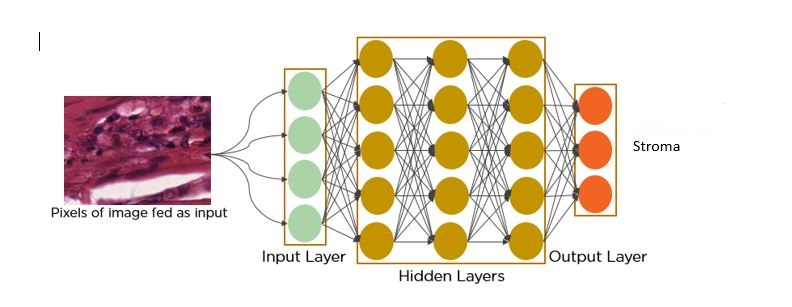 Stroma
Pixels of image fed as input
Input Layer
Output Layer
Hidden Layers